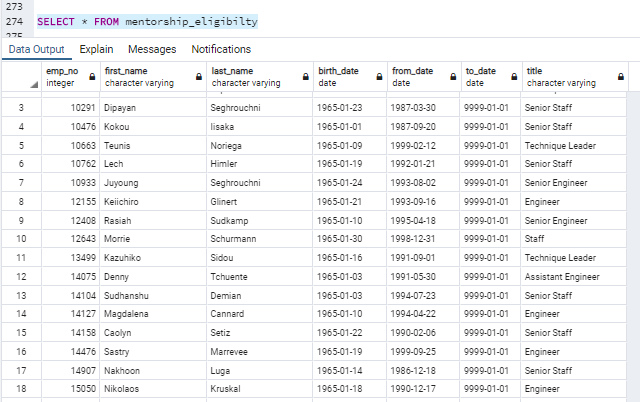 273
274 SELECT * FROM mentorship_eligibilty
Data Output Explain Messages Notifications
emp_no first_name last_name birth_date from_date to_date title
integer character varying character varying date date date character varying
3 10291 Dipayan Seghrouchni 1965-01-23 1987-03-30 9999-01-01 Senior Staff
4 10476 Kokou Iisaka 1965-01-01 1987-09-20 9999-01-01 Senior Staff
5 10663 Teunis Noriega 1965-01-09 1999-02-12 9999-01-01 Technique Leader
6 10762 Lech Himler 1965-01-19 1992-01-21 9999-01-01 Senior Staff
7 10933 Juyoung Seghrouchni 1965-01-24 1993-08-02 9999-01-01 Senior Engineer
8 12155 Keiichiro Glinert 1965-01-21 1993-09-16 9999-01-01 Engineer
9 12408 Rasiah Sudkamp 1965-01-10 1995-04-18 9999-01-01 Senior Engineer
10 12643 Morrie Schurmann 1965-01-30 1998-12-31 9999-01-01 Staff
11 13499 Kazuhiko Sidou 1965-01-16 1991-09-01 9999-01-01 Technique Leader
12 14075 Denny Tchuente 1965-01-03 1991-05-30 9999-01-01 Assistant Engineer
13 14104 Sudhanshu Demian 1965-01-03 1994-07-23 9999-01-01 Senior Staff
14 14127 Magdalena Cannard 1965-01-10 1994-04-22 9999-01-01 Engineer
15 14158 Caolyn Setiz 1965-01-22 1990-02-06 9999-01-01 Senior Staff
16 14476 Sastry Marrevee 1965-01-19 1999-09-25 9999-01-01 Engineer
17 14907 Nakhoon Luga 1965-01-14 1986-12-18 9999-01-01 Senior Staff
18 15050 Nikolaos Kruskal 1965-01-18 1990-12-17 9999-01-01 Engineer